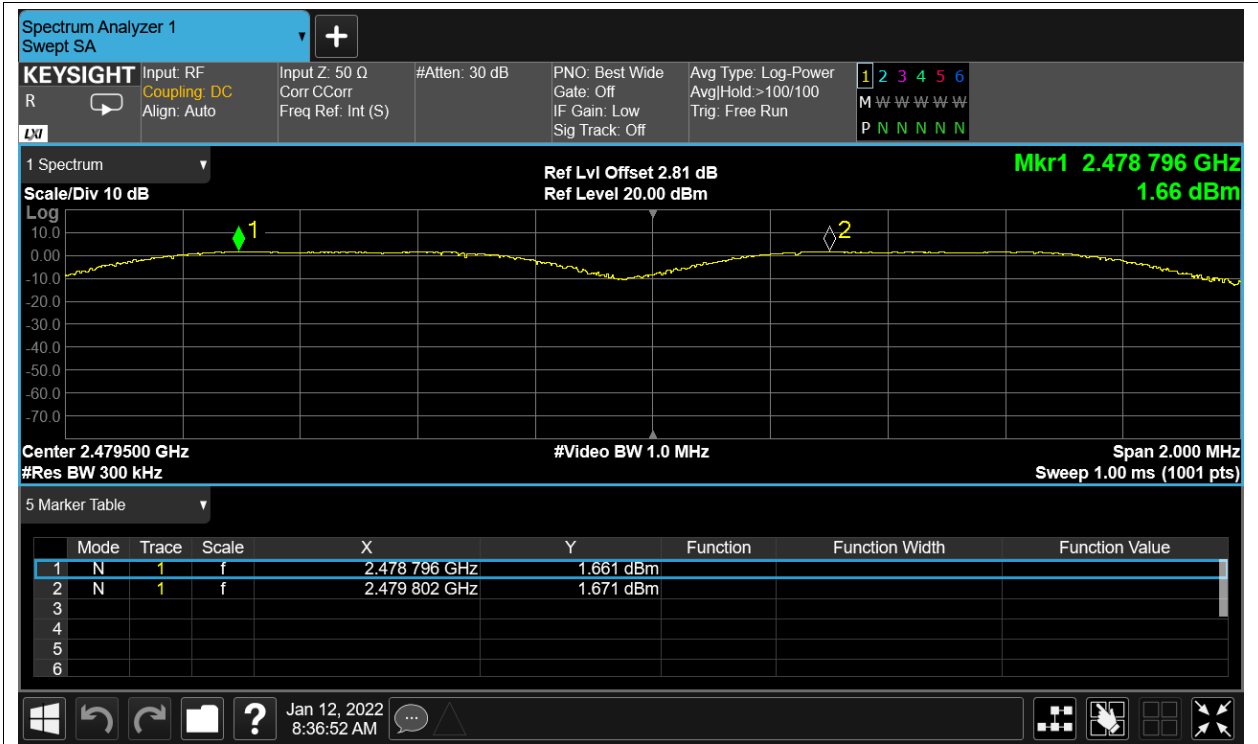 Spectrum Analyzer 1
Swept SA
+
KEYSIGHT Input: RF Input Z: 50 Ω #Atten: 30 dB PNO: Best Wide Avg Type: Log-Power 1 2 3 4 5 6
R Coupling: DC Corr CCorr Gate: Off Avg|Hold:>100/100 M W W W W W
Align: Auto Freq Ref: Int (S) IF Gain: Low Trig: Free Run
LXI Sig Track: Off P N N N N N
1 Spectrum Ref Lvl Offset 2.81 dB Mkr1 2.478 796 GHz
Scale/Div 10 dB Ref Level 20.00 dBm 1.66 dBm
Log
10.0
1 2
0.00
-10.0
-20.0
-30.0
-40.0
-50.0
-60.0
-70.0
Center 2.479500 GHz #Video BW 1.0 MHz Span 2.000 MHz
#Res BW 300 kHz Sweep 1.00 ms (1001 pts)
5 Marker Table
Mode Trace Scale X Y Function Function Width Function Value
1 N 1 f 2.478 796 GHz 1.661 dBm
2 N 1 f 2.479 802 GHz 1.671 dBm
3
4
5
6
? Jan 12, 2022
8:36:52 AM